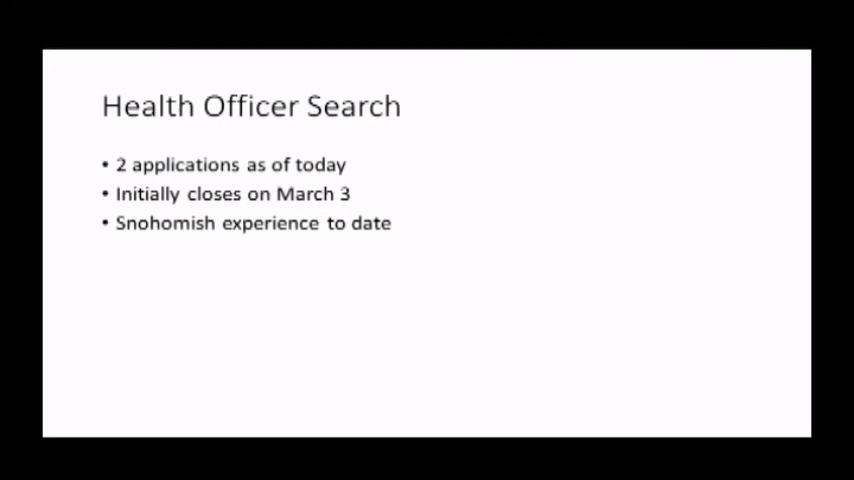 Health Officer Search
• 2 applications as of today
• Initially closes on March 3
• Snohomish experience to date